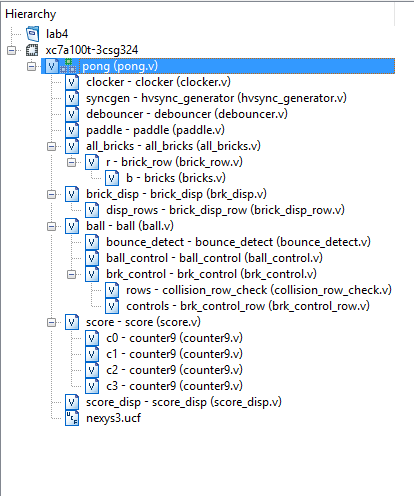 Hierarchy
lab4
xc7a100t-3csg324
pong (pong.v)
clocker - clocker (clocker.v)
syncgen - hvsync_generator (hvsync_generator.v)
debouncer - debouncer (debouncer.v)
paddle - paddle (paddle.v)
all_bricks - all_bricks (all_bricks.v)
r - brick_row (brick_row.v)
b - bricks (bricks.v)
brick_disp - brick_disp (brk_disp.v)
disp_rows - brick_disp_row (brick_disp_row.v)
ball - ball (ball.v)
bounce_detect - bounce_detect (bounce_detect.v)
ball_control - ball_control (ball_control.v)
brk_control - brk_control (brk_control.v)
rows - collision_row_check (collision_row_check.v)
controls - brk_control_row (brk_control_row.v)
score - score (score.v)
c0 - counter9 (counter9.v)
c1 - counter9 (counter9.v)
c2 - counter9 (counter9.v)
c3 - counter9 (counter9.v)
score_disp - score_disp (score_disp.v)
nexys3.ucf